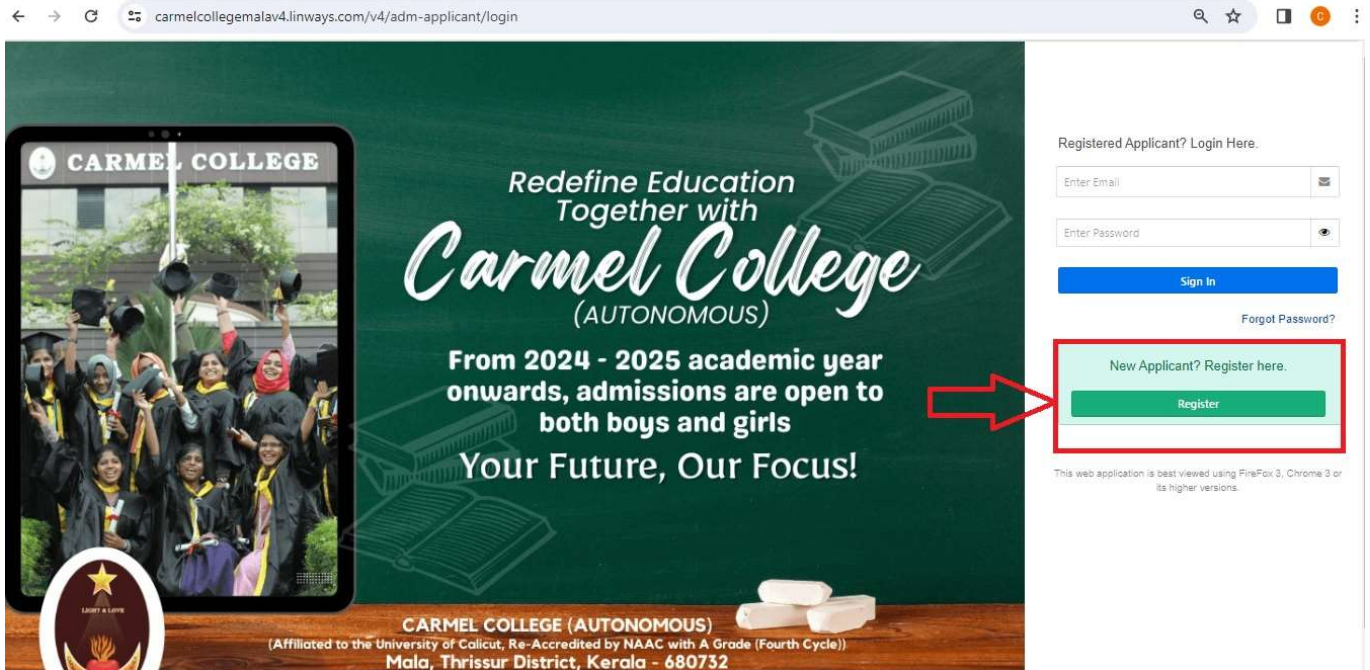 carmelcollegemalav4.linways.com/v4/adm-applicant/login
C
CARMEL COLLEGE
Redefine Education
Together with
Carmel College
(AUTONOMOUS)
From 2024 - 2025 academic year
onwards, admissions are open to
both boys and girls
Your Future, Our Focus!
LIGHT & LOVE
CARMEL COLLEGE (AUTONOMOUS)
(Affiliated to the University of Calicut, Re-Accredited by NAAC with A Grade (Fourth Cycle))
Mala, Thrissur District, Kerala - 680732
Registered Applicant? Login Here.
Enter Email
Enter Password
Sign In
Forgot Password?
New Applicant? Register here.
Register
This web application is best viewed using FireFox 3, Chrome 3 or
its higher versions.